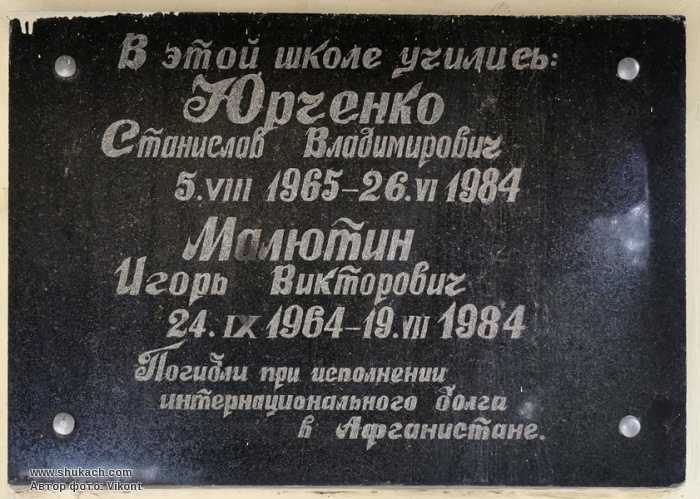 В этой школе учились:
Юрченко
Станислав Владимирович
5.VIII 1965-26.VI 1984
Малютин
Игорь Викторович
24.IX 1964-19.VII 1984
Погибли при исполнении
интернационального долга
в Афганистане.
www.shukach.com
Автор фото: Vikont